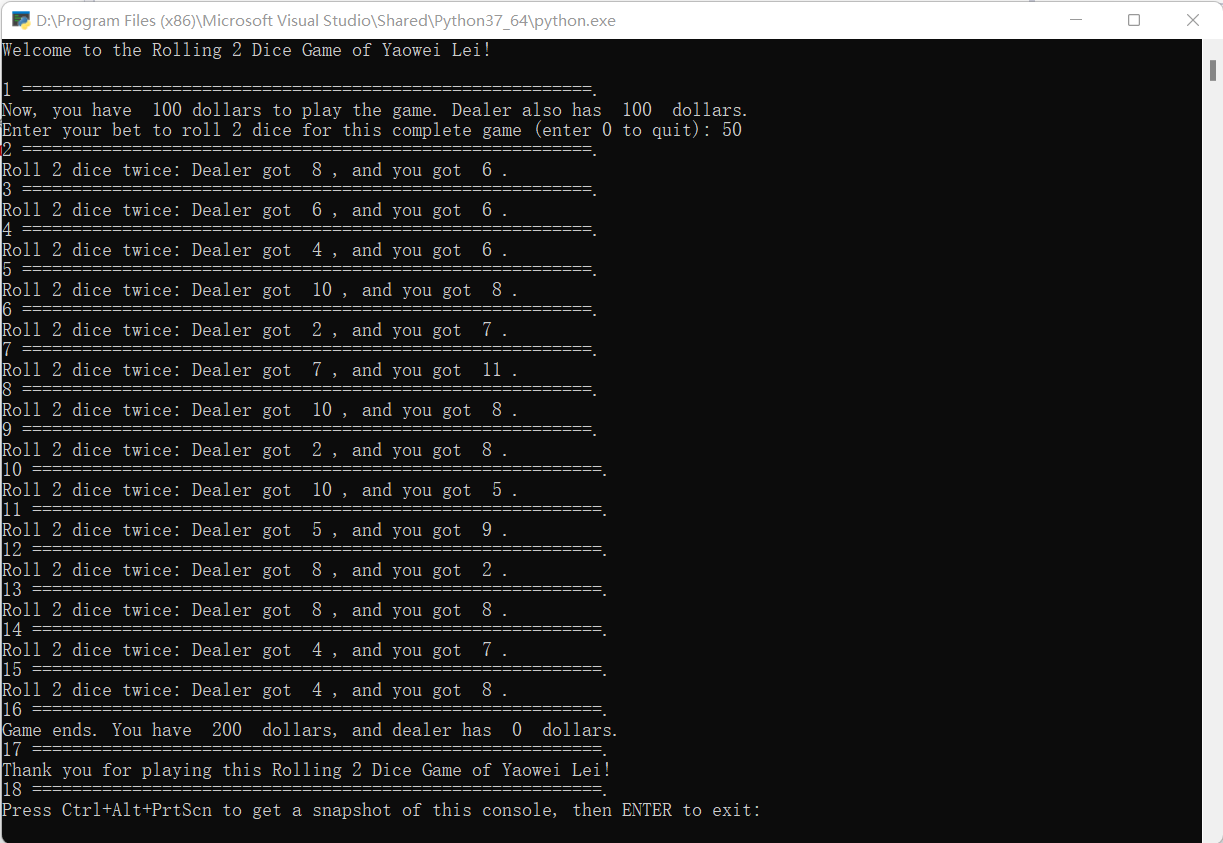 D:\Program Files (x86)\Microsoft Visual Studio\Shared\Python37_64\python.exe
Welcome to the Rolling 2 Dice Game of Yaowei Lei!
1 =========================================================.
Now, you have  100 dollars to play the game. Dealer also has  100  dollars.
Enter your bet to roll 2 dice for this complete game (enter 0 to quit): 50
2 =========================================================.
Roll 2 dice twice: Dealer got  8 , and you got  6 .
3 =========================================================.
Roll 2 dice twice: Dealer got  6 , and you got  6 .
4 =========================================================.
Roll 2 dice twice: Dealer got  4 , and you got  6 .
5 =========================================================.
Roll 2 dice twice: Dealer got  10 , and you got  8 .
6 =========================================================.
Roll 2 dice twice: Dealer got  2 , and you got  7 .
7 =========================================================.
Roll 2 dice twice: Dealer got  7 , and you got  11 .
8 =========================================================.
Roll 2 dice twice: Dealer got  10 , and you got  8 .
9 =========================================================.
Roll 2 dice twice: Dealer got  2 , and you got  8 .
10 =========================================================.
Roll 2 dice twice: Dealer got  10 , and you got  5 .
11 =========================================================.
Roll 2 dice twice: Dealer got  5 , and you got  9 .
12 =========================================================.
Roll 2 dice twice: Dealer got  8 , and you got  2 .
13 =========================================================.
Roll 2 dice twice: Dealer got  8 , and you got  8 .
14 =========================================================.
Roll 2 dice twice: Dealer got  4 , and you got  7 .
15 =========================================================.
Roll 2 dice twice: Dealer got  4 , and you got  8 .
16 =========================================================.
Game ends. You have  200  dollars, and dealer has  0  dollars.
17 =========================================================.
Thank you for playing this Rolling 2 Dice Game of Yaowei Lei!
18 =========================================================.
Press Ctrl+Alt+PrtScn to get a snapshot of this console, then ENTER to exit: